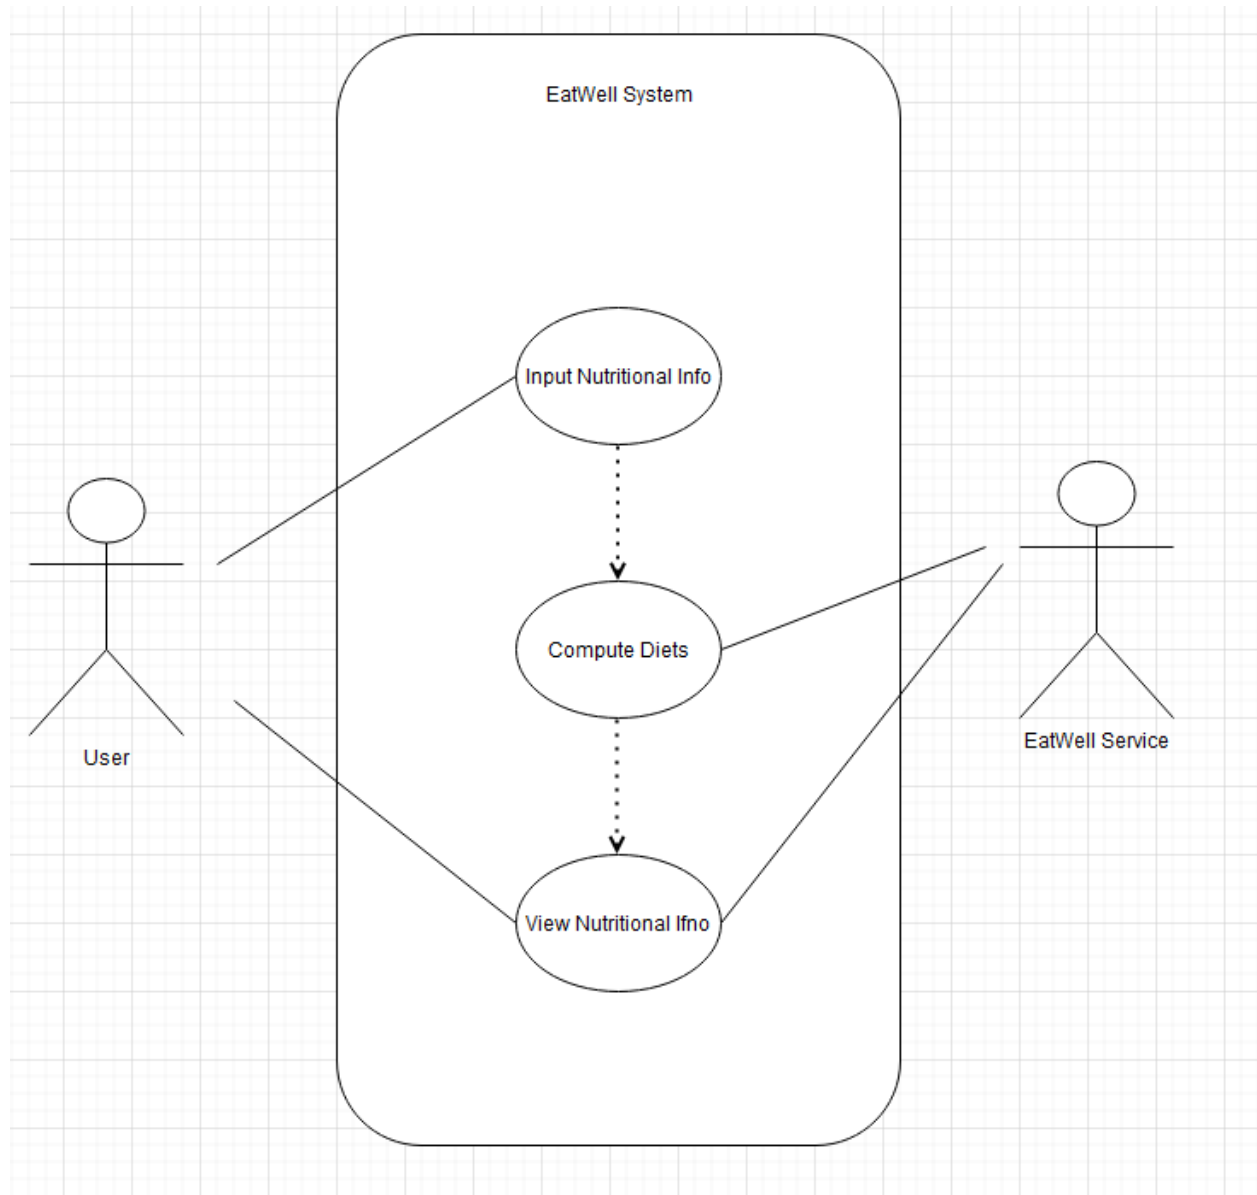 EatWell System
Input Nutritional Info
Compute Diets
EatWell Service
User
View Nutritional Ifno